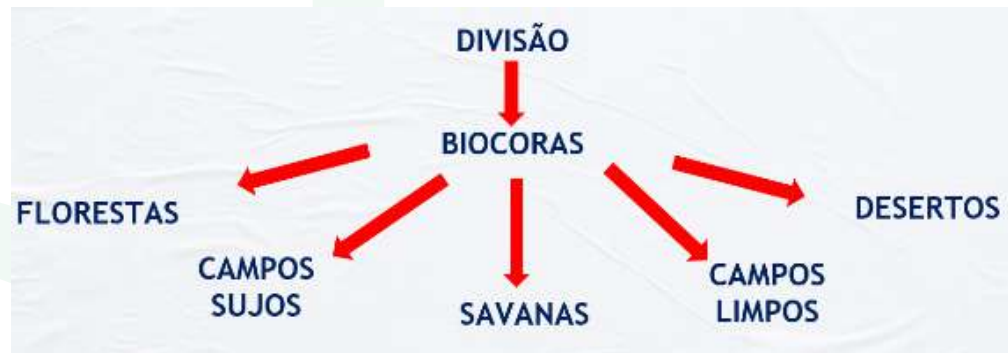 DIVISÃO
BIOCORAS
FLORESTAS
CAMPOS
SUJOS
SAVANAS
CAMPOS
LIMPOS
DESERTOS